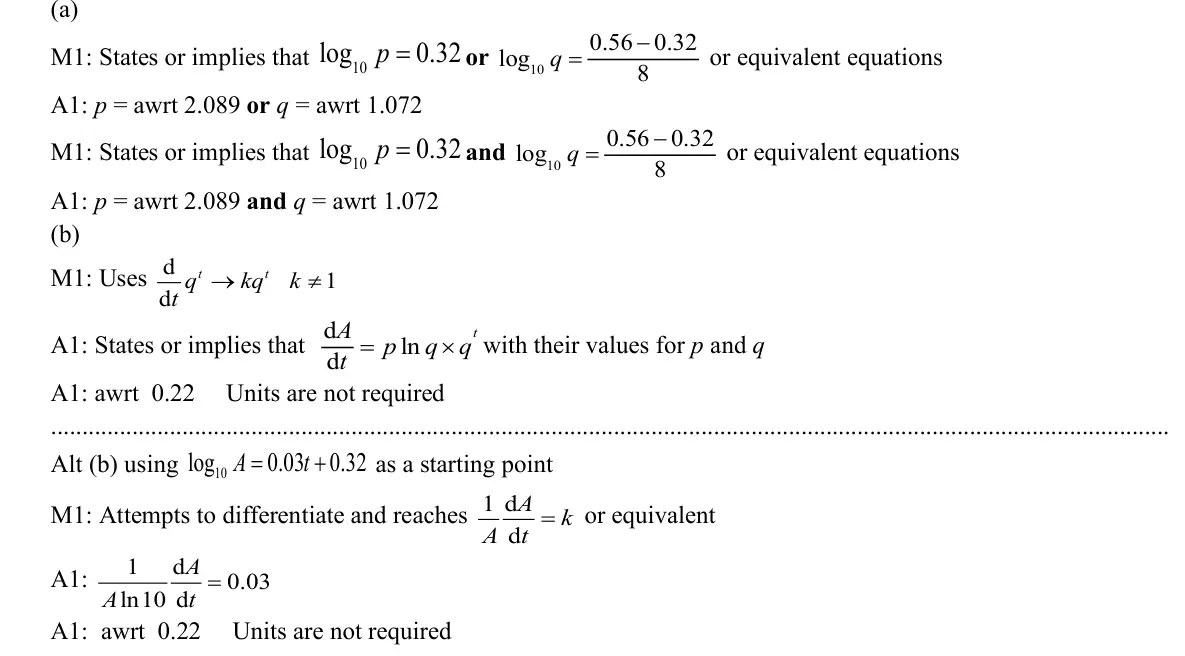 (a)
M1: States or implies that log₁₀ p = 0.32 or log₁₀ q = (0.56 − 0.32)/8 or equivalent equations
A1: p = awrt 2.089 or q = awrt 1.072
M1: States or implies that log₁₀ p = 0.32 and log₁₀ q = (0.56 − 0.32)/8 or equivalent equations
A1: p = awrt 2.089 and q = awrt 1.072
(b)
M1: Uses d/dt qᵗ → kqᵗ k ≠ 1
A1: States or implies that dA/dt = p ln q × qᵗ with their values for p and q
A1: awrt 0.22 Units are not required
Alt (b) using log₁₀ A = 0.03t + 0.32 as a starting point
M1: Attempts to differentiate and reaches 1/A dA/dt = k or equivalent
A1: 1/(A ln 10) dA/dt = 0.03
A1: awrt 0.22 Units are not required